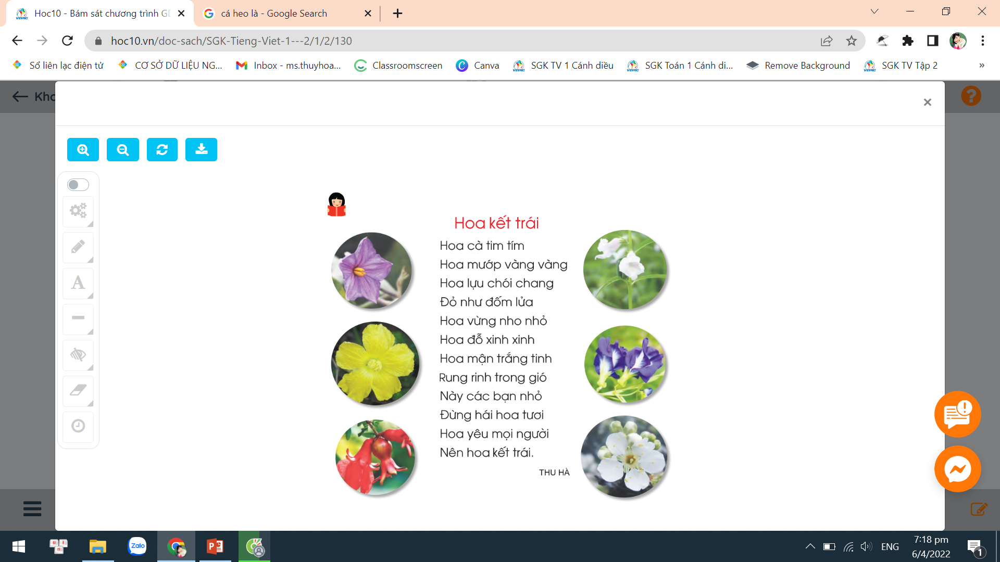 Hoc10 - Bám sát chương trình GD
cá heo là - Google Search
hoc10.vn/doc-sach/SGK-Tieng-Viet-1---2/1/2/130
Sổ liên lạc điện tử
CƠ SỞ DỮ LIỆU NG...
Inbox - ms.thuyhoa...
Classroomscreen
Canva
SGK TV 1 Cánh diều
SGK Toán 1 Cánh di...
Remove Background
SGK TV Tập 2
Kho
Hoa kết trái
Hoa cà tim tím
Hoa mướp vàng vàng
Hoa lựu chói chang
Đỏ như đốm lửa
Hoa vừng nho nhỏ
Hoa đỗ xinh xinh
Hoa mận trắng tinh
Rung rinh trong gió
Này các bạn nhỏ
Đừng hái hoa tươi
Hoa yêu mọi người
Nên hoa kết trái.
THU HÀ
Zalo
ENG
7:18 pm
6/4/2022
1